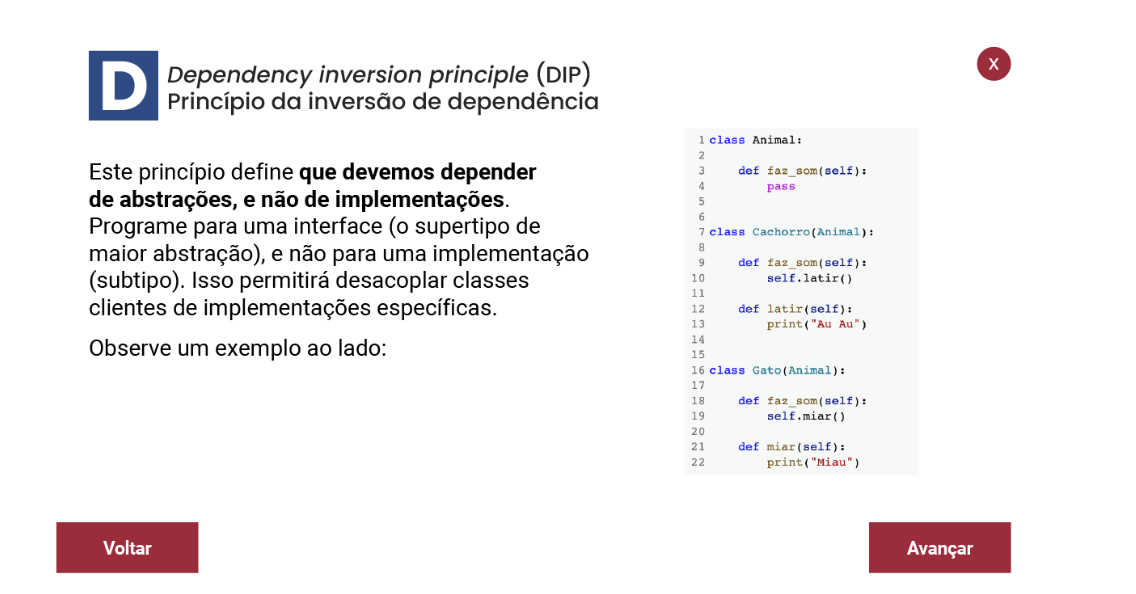 D
Dependency inversion principle (DIP)
Princípio da inversão de dependência
X
Este princípio define que devemos depender
de abstrações, e não de implementações.
Programe para uma interface (o supertipo de
maior abstração), e não para uma implementação
(subtipo). Isso permitirá desacoplar classes
clientes de implementações específicas.
Observe um exemplo ao lado:
1 class Animal:
2
3     def faz_som(self):
4         pass
5
6
7 class Cachorro(Animal):
8
9     def faz_som(self):
10         self.latir()
11
12     def latir(self):
13         print("Au Au")
14
15
16 class Gato(Animal):
17
18     def faz_som(self):
19         self.miar()
20
21     def miar(self):
22         print("Miau")
Voltar
Avançar